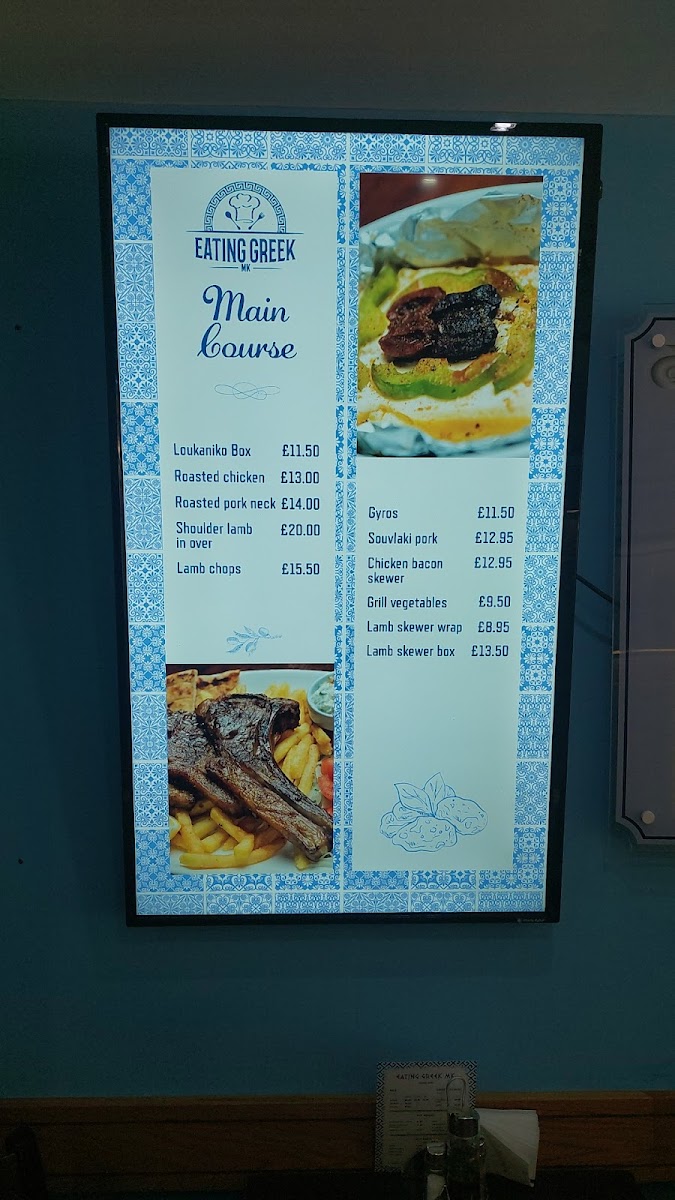 EATING GREEK
MK
Main
Course
Loukaniko Box £11.50
Roasted chicken £13.00
Roasted pork neck £14.00
Shoulder lamb £20.00
in over
Lamb chops £15.50
Gyros £11.50
Souvlaki pork £12.95
Chicken bacon £12.95
skewer
Grill vegetables £9.50
Lamb skewer wrap £8.95
Lamb skewer box £13.50
EATING GREEK MK